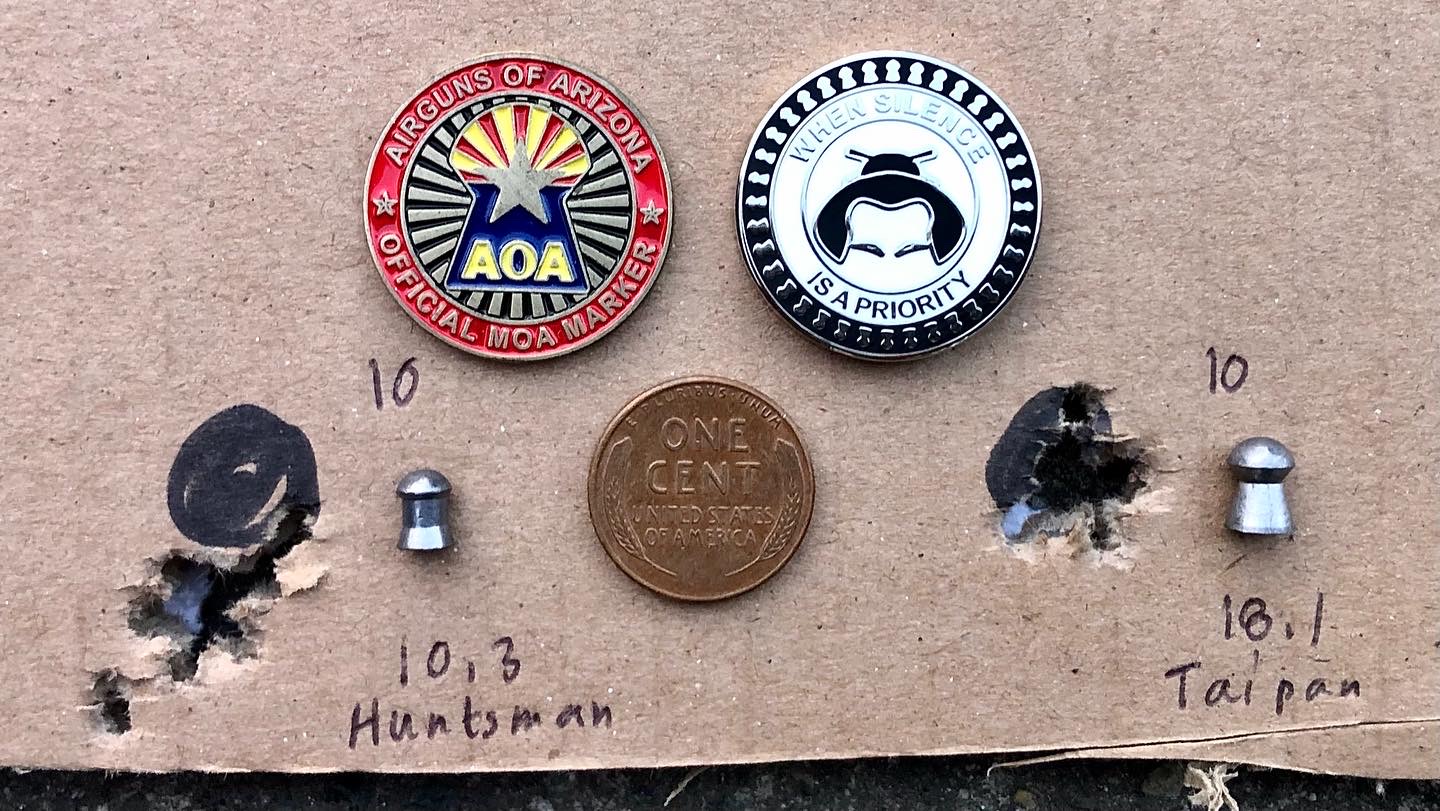 AIRGUNS OF ARIZONA
AOA
OFFICIAL MOA MARKER
WHEN SILENCE
IS A PRIORITY
10
10
E·PLURIBUS·UNUM
ONE
CENT
UNITED STATES
OF AMERICA
10,3
Huntsman
18.1
Taipan